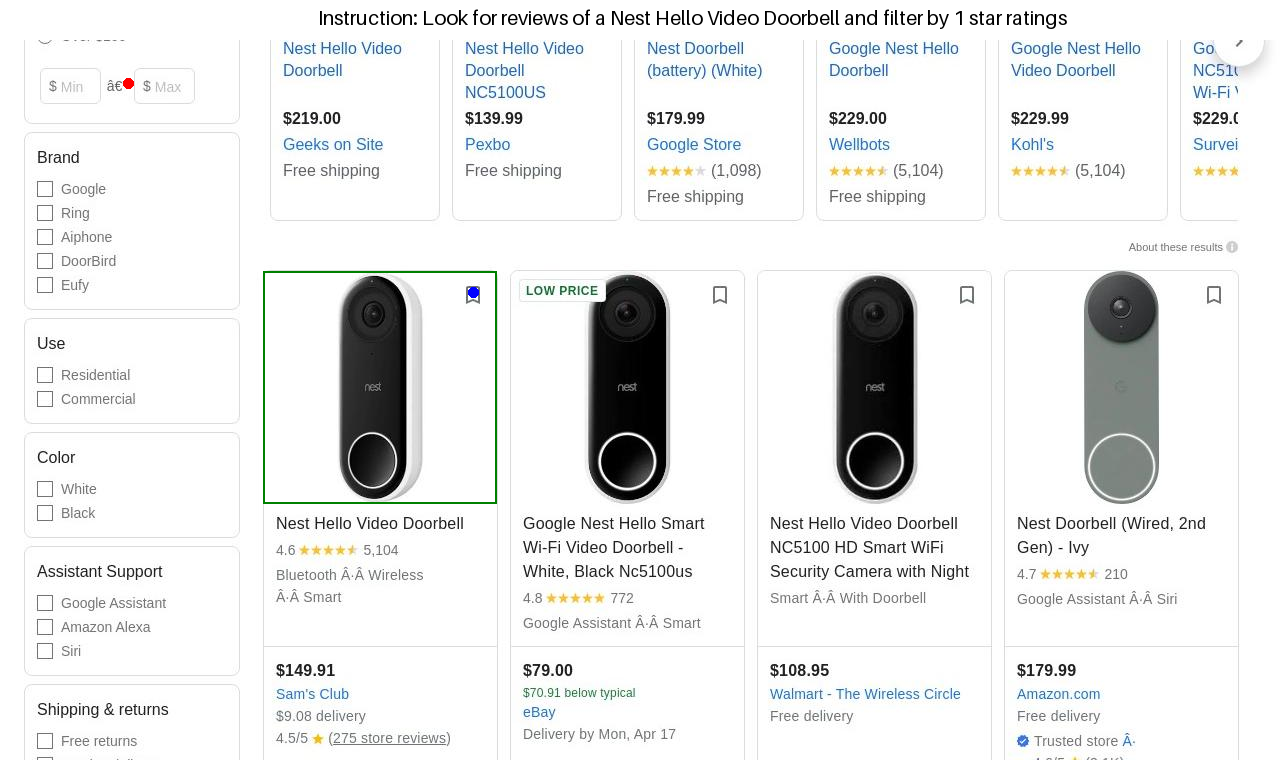 Instruction: Look for reviews of a Nest Hello Video Doorbell and filter by 1 star ratings
$ Min â€ $ Max
Brand
Google
Ring
Aiphone
DoorBird
Eufy
Use
Residential
Commercial
Color
White
Black
Assistant Support
Google Assistant
Amazon Alexa
Siri
Shipping & returns
Free returns
Nest Hello Video
Doorbell
$219.00
Geeks on Site
Free shipping
Nest Hello Video
Doorbell
NC5100US
$139.99
Pexbo
Free shipping
Nest Doorbell
(battery) (White)
$179.99
Google Store
(1,098)
Free shipping
Google Nest Hello
Doorbell
$229.00
Wellbots
(5,104)
Free shipping
Google Nest Hello
Video Doorbell
$229.99
Kohl's
(5,104)
Wi-Fi
$229.0
Survei
About these results
nest
Nest Hello Video Doorbell
4.6 5,104
Bluetooth Â·Â Wireless
Â·Â Smart
$149.91
Sam's Club
$9.08 delivery
4.5/5 (275 store reviews)
LOW PRICE
nest
Google Nest Hello Smart
Wi-Fi Video Doorbell -
White, Black Nc5100us
4.8 772
Google Assistant Â·Â Smart
$79.00
$70.91 below typical
eBay
Delivery by Mon, Apr 17
nest
Nest Hello Video Doorbell
NC5100 HD Smart WiFi
Security Camera with Night
Smart Â·Â With Doorbell
$108.95
Walmart - The Wireless Circle
Free delivery
Nest Doorbell (Wired, 2nd
Gen) - Ivy
4.7 210
Google Assistant Â·Â Siri
$179.99
Amazon.com
Free delivery
Trusted store Â·